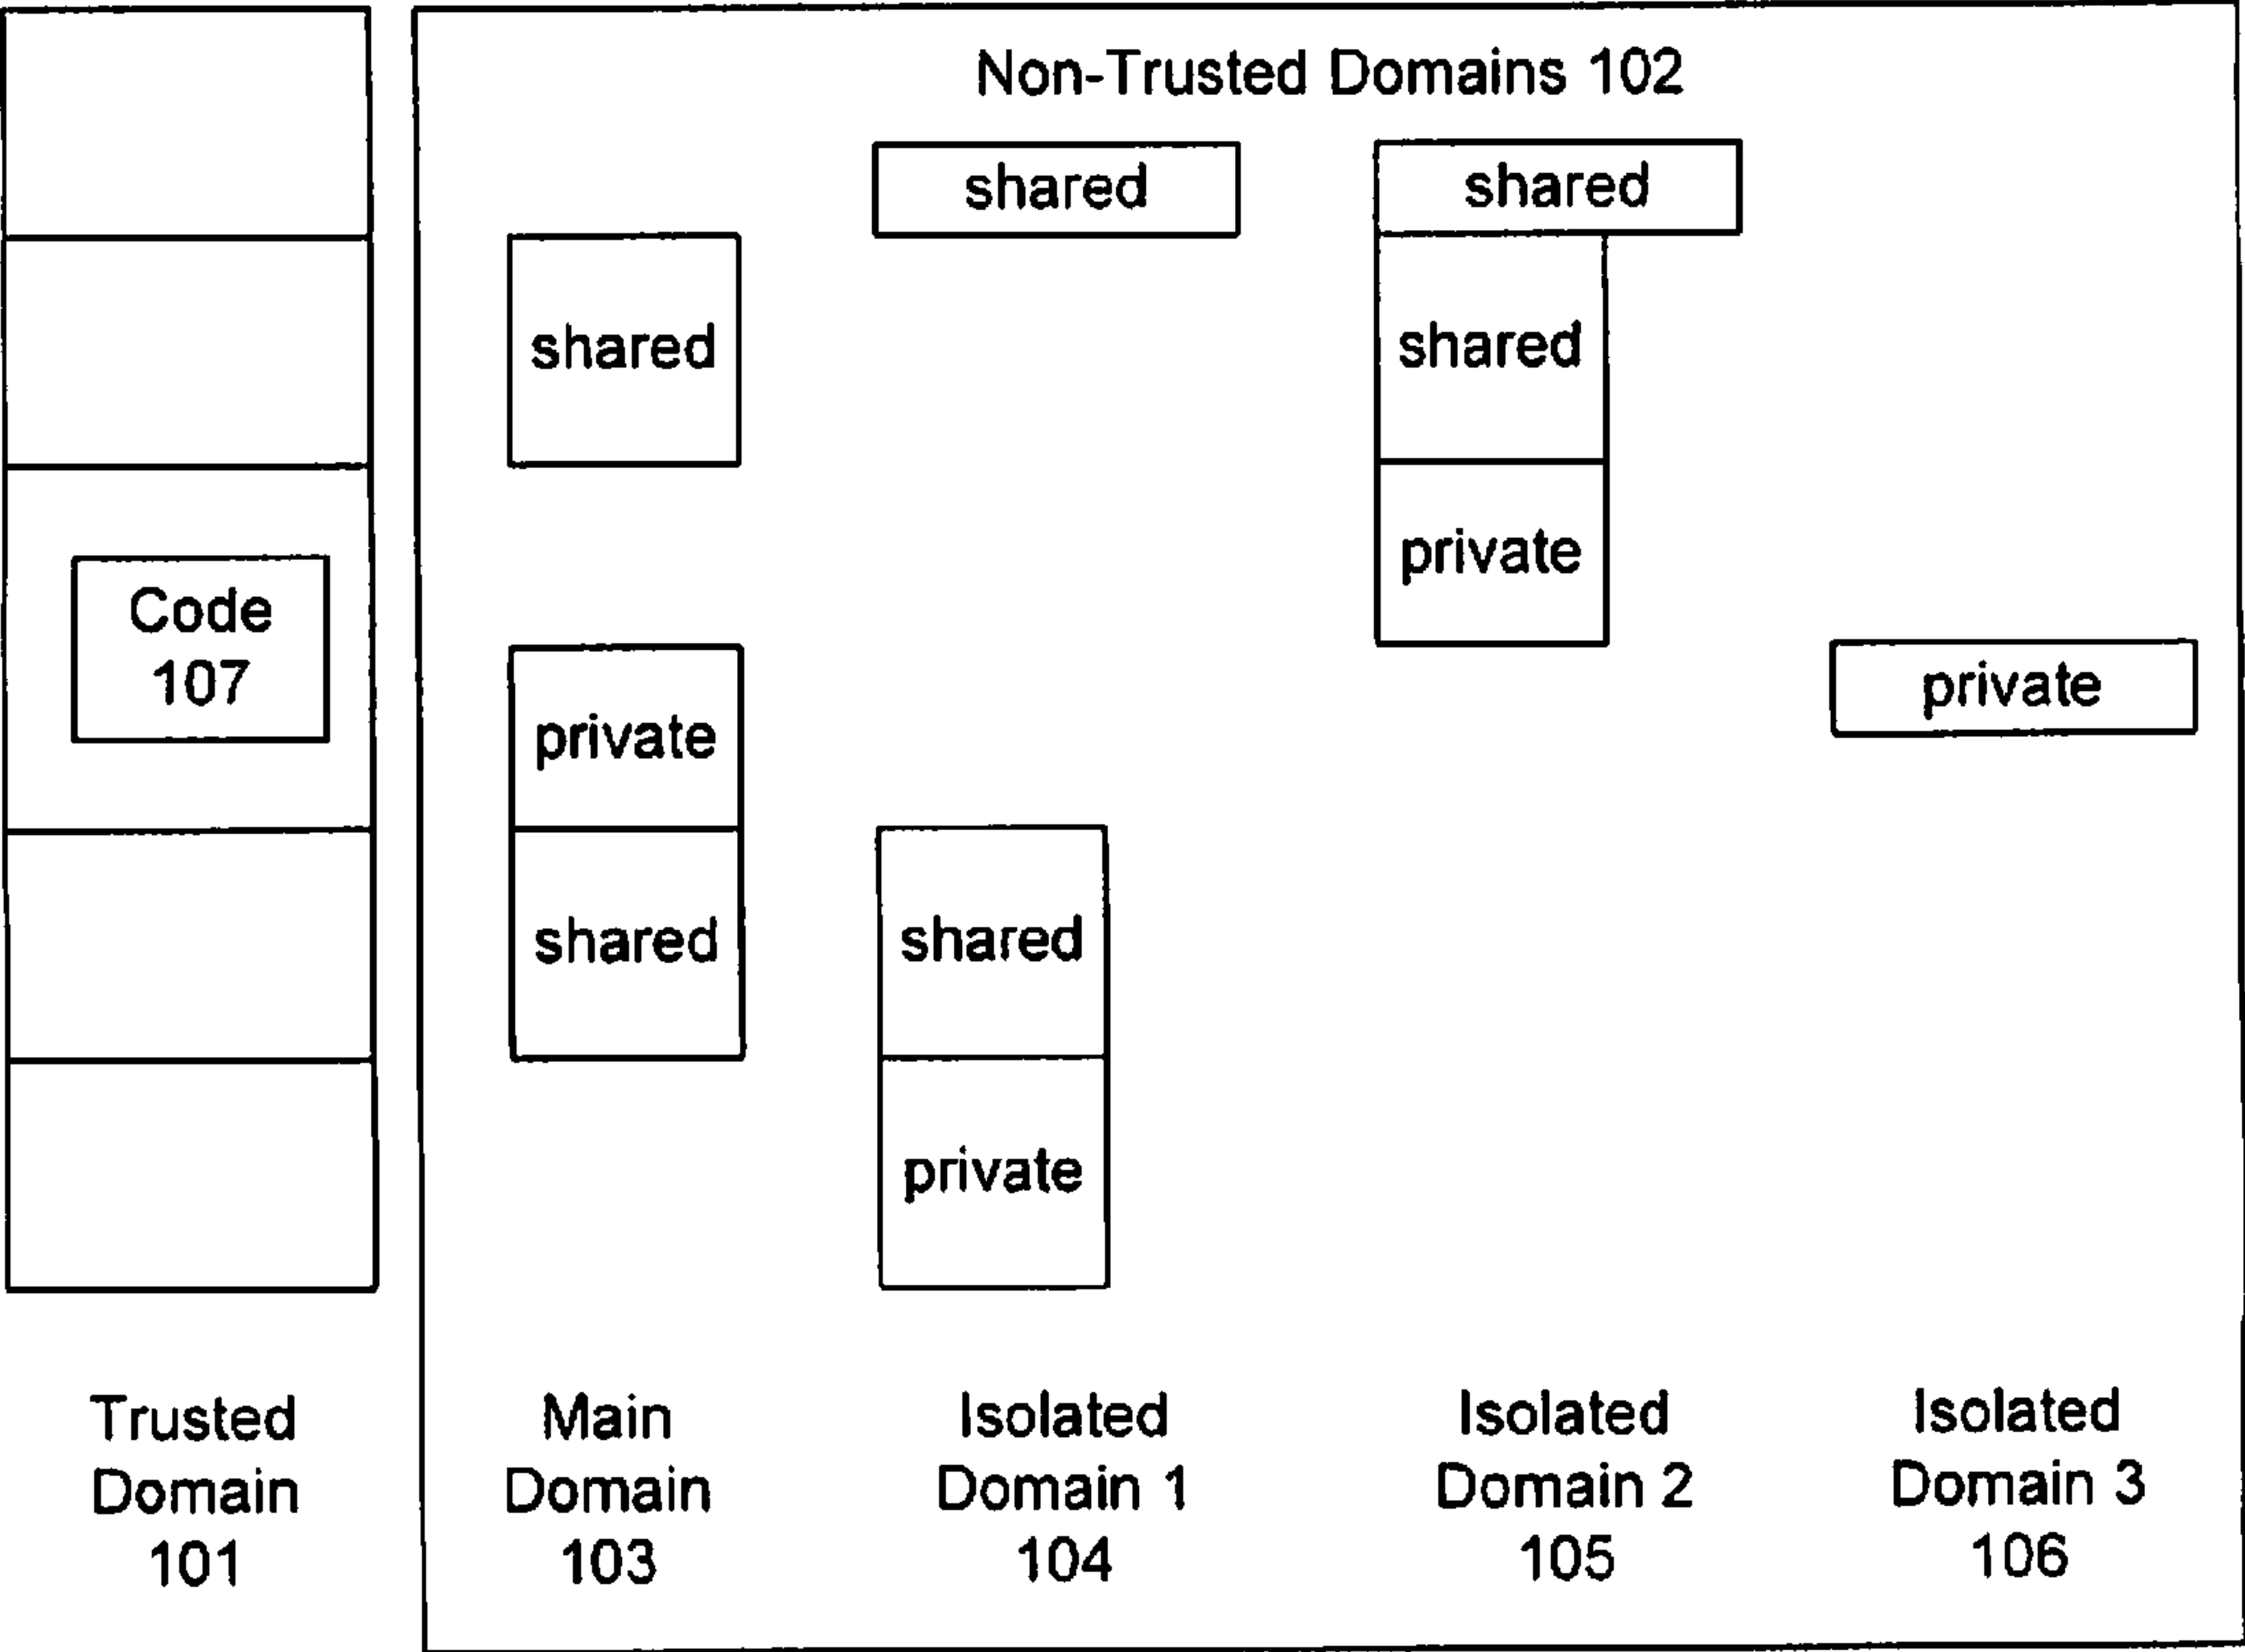 Non-Trusted Domains 102
shared
shared
shared
shared
private
Code
107
private
private
shared
shared
private
Trusted
Domain
101
Main
Domain
103
Isolated
Domain 1
104
Isolated
Domain 2
105
Isolated
Domain 3
106